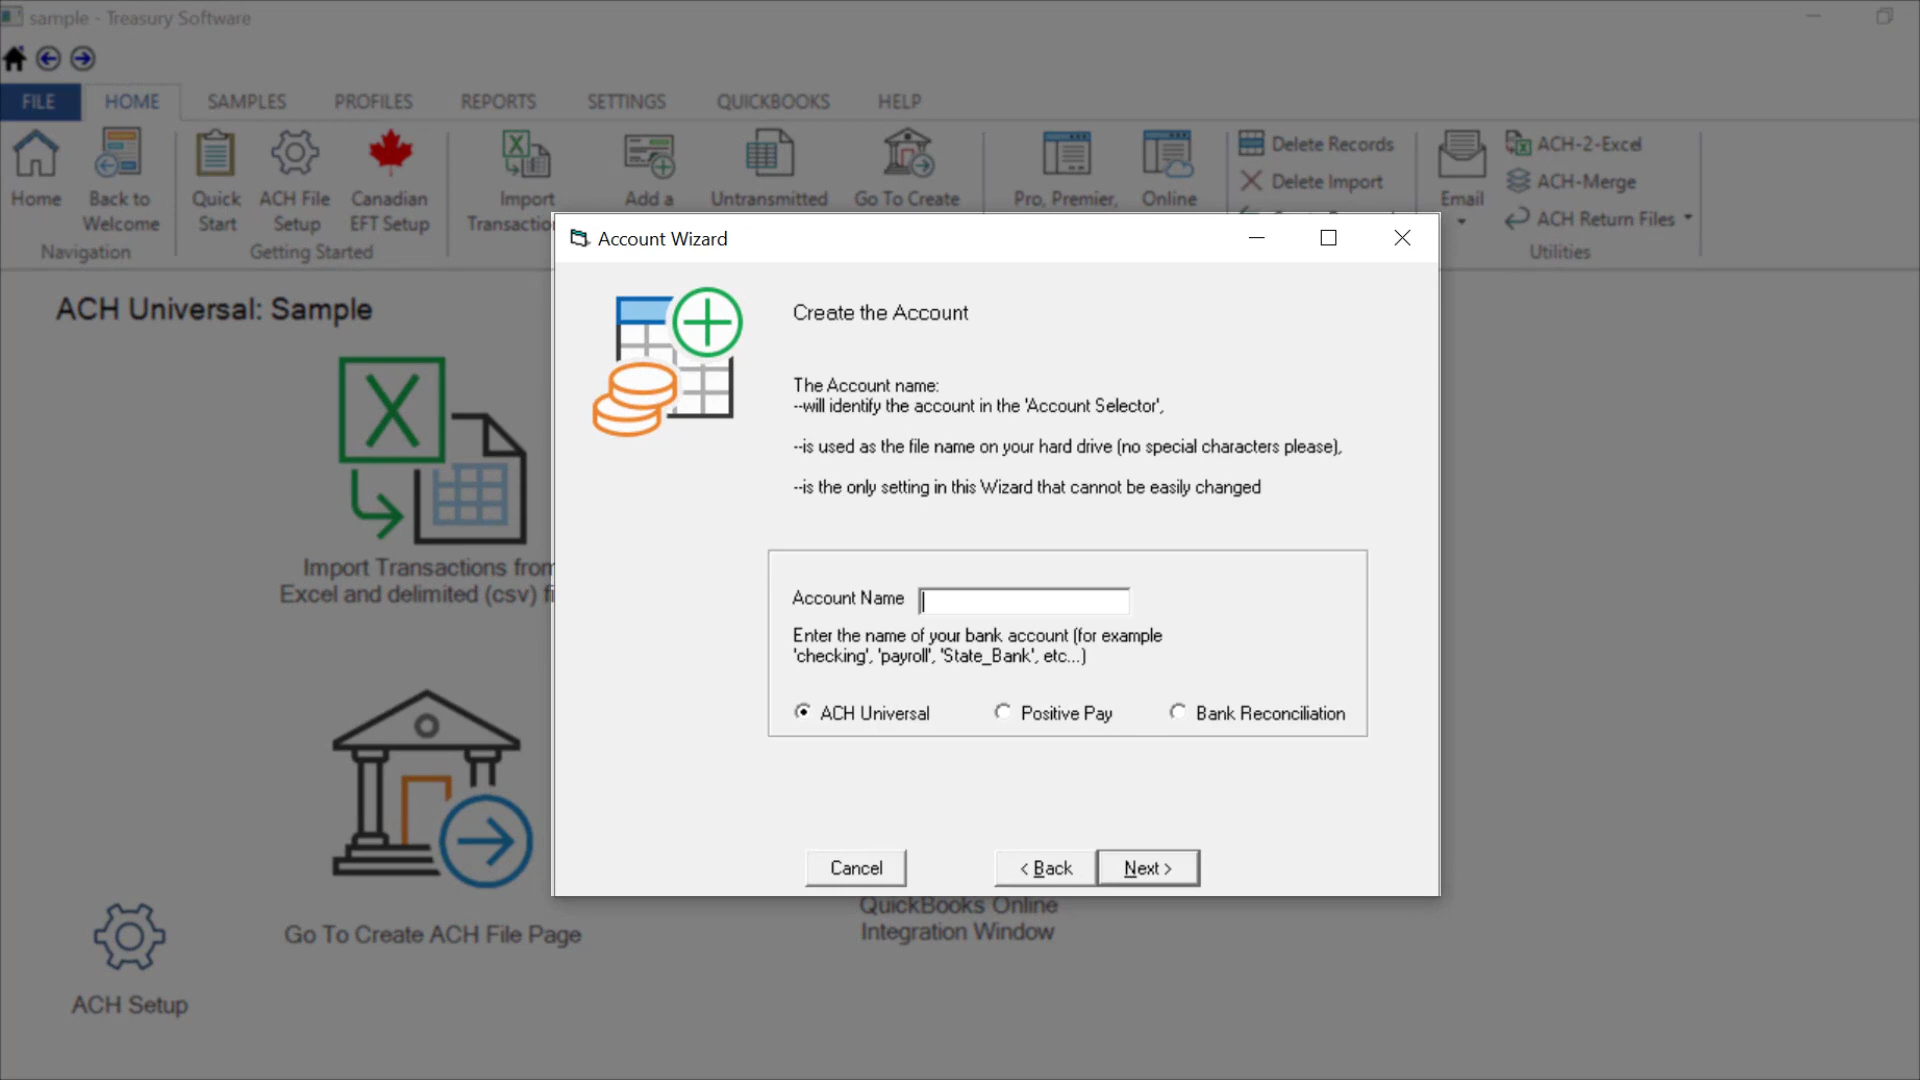 sample - Treasury Software
FILE HOME SAMPLES PROFILES REPORTS SETTINGS QUICKBOOKS HELP
Home
Back to
Welcome
Navigation
Quick
Start
ACH File
Setup
Canadian
EFT Setup
Getting Started
Import
Add a
Untransmitted
Go To Create
Pro, Premier,
Online
Delete Records
Delete Import
Email
ACH-2-Excel
ACH-Merge
ACH Return Files
Utilities
ACH Universal: Sample
Import Transactions from
Excel and delimited (csv)
Go To Create ACH File Page
ACH Setup
QuickBooks Online
Integration Window
Account Wizard
Create the Account
The Account name:
--will identify the account in the 'Account Selector',
--is used as the file name on your hard drive (no special characters please),
--is the only setting in this Wizard that cannot be easily changed
Account Name
Enter the name of your bank account (for example
'checking', 'payroll', 'State_Bank', etc...)
ACH Universal Positive Pay Bank Reconciliation
Cancel < Back Next >